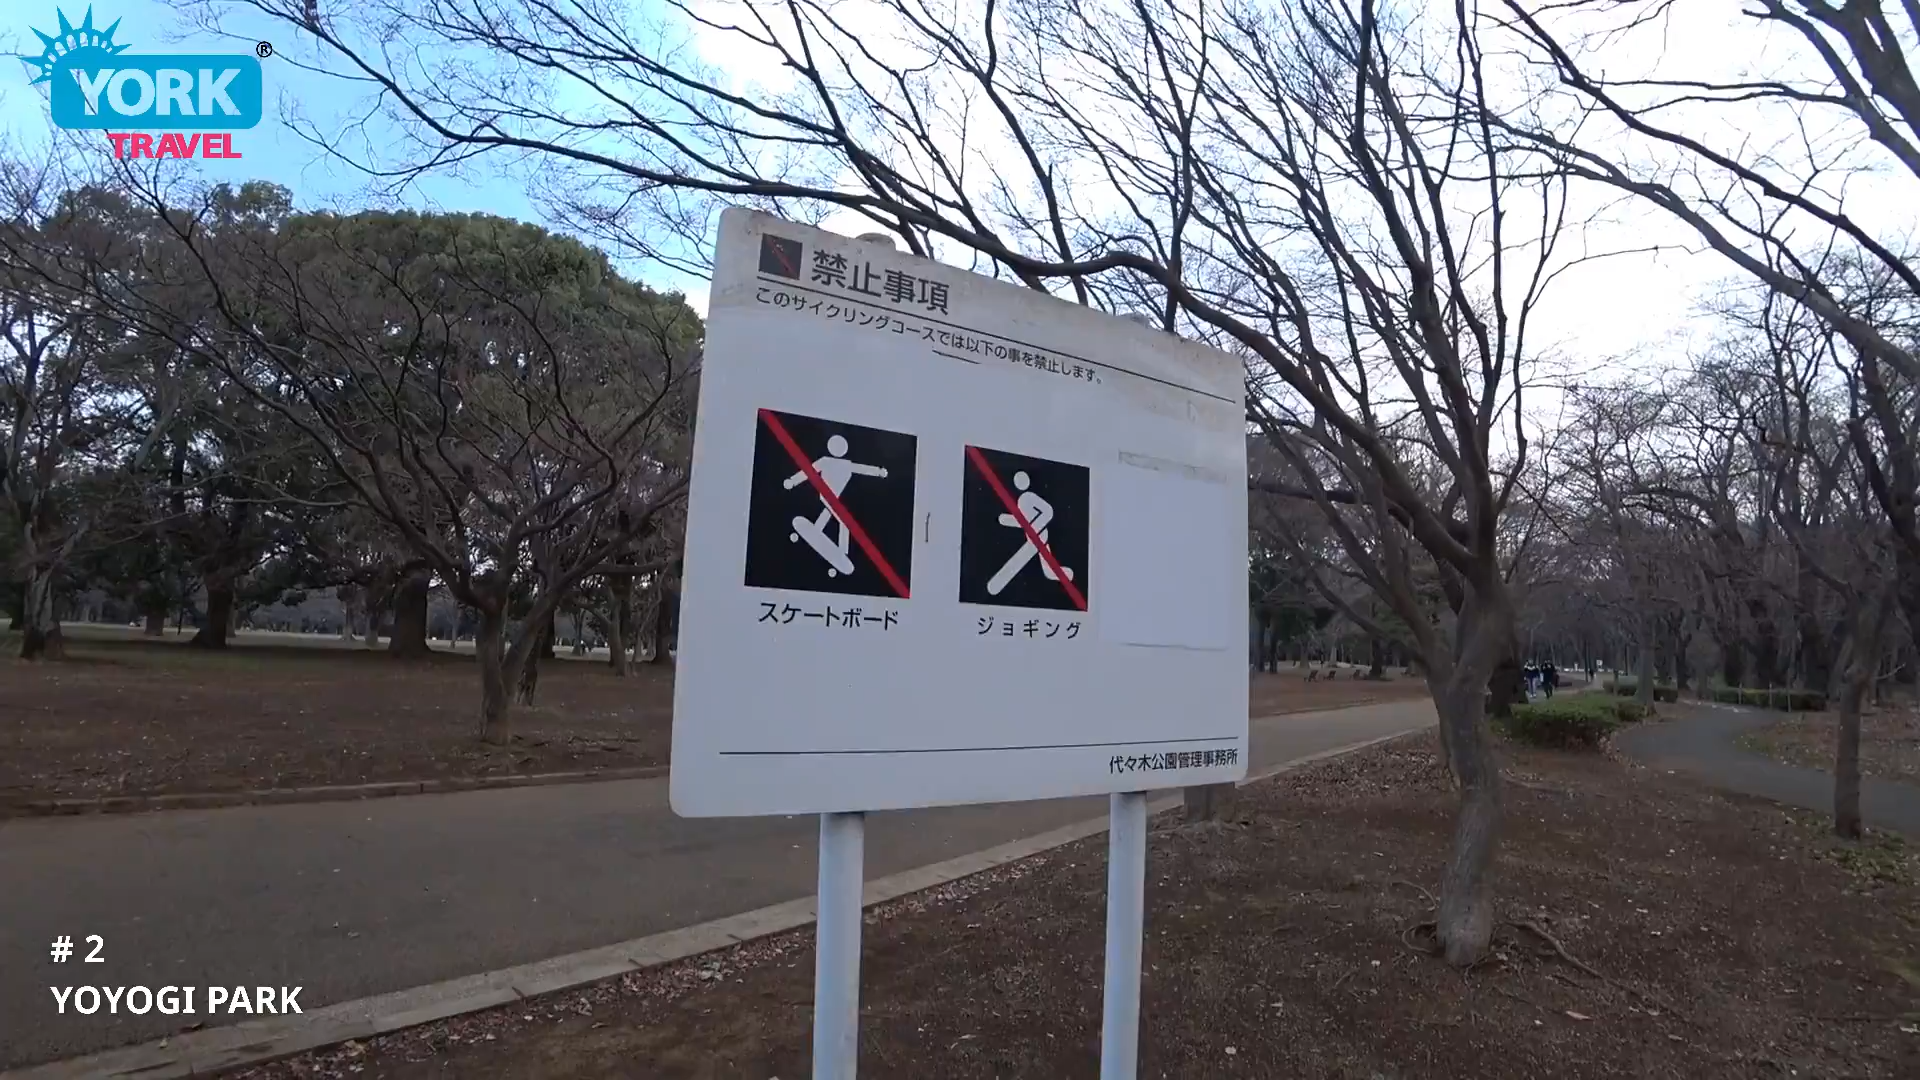 YORK®
TRAVEL
禁止事項
このサイクリングコースでは以下の事を禁止します。
スケートボード
ジョギング
代々木公園管理事務所
# 2
YOYOGI PARK